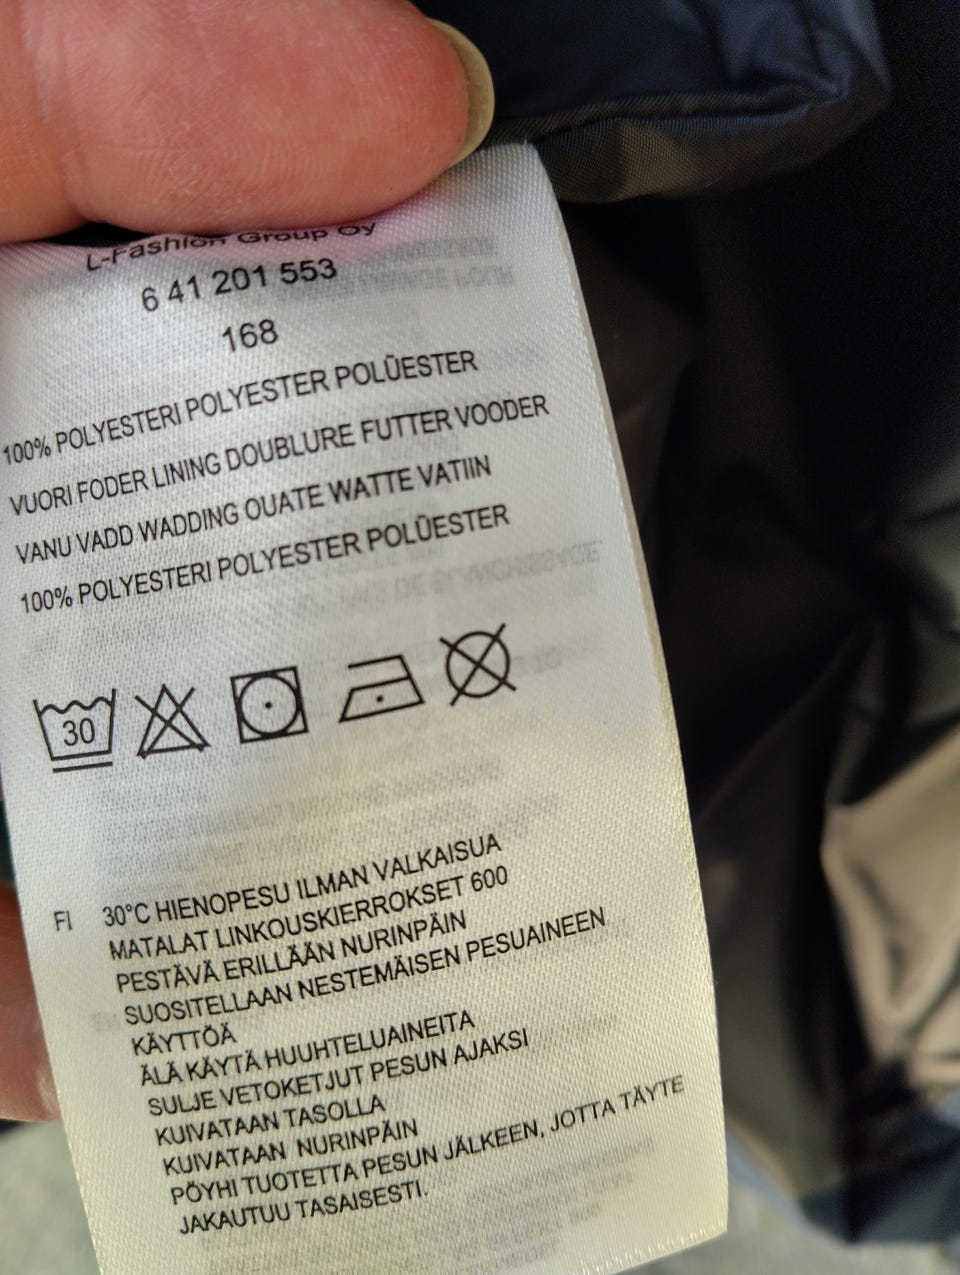 L-Fashion Group Oy
6 41 201 553
168
100% POLYESTERI POLYESTER POLÜESTER
VUORI FODER LINING DOUBLURE FUTTER VOODER
VANU VADD WADDING OUATE WATTE VATIIN
100% POLYESTERI POLYESTER POLÜESTER
30
FI 30°C HIENOPESU ILMAN VALKAISUA
MATALAT LINKOUSKIERROKSET 600
PESTÄVÄ ERILLÄÄN NURINPÄIN
SUOSITELLAAN NESTEMÄISEN PESUAINEEN
KÄYTTÖÄ
ÄLÄ KÄYTÄ HUUHTELUAINEITA
SULJE VETOKETJUT PESUN AJAKSI
KUIVATAAN TASOLLA
KUIVATAAN NURINPÄIN
PÖYHI TUOTETTA PESUN JÄLKEEN, JOTTA TÄYTE
JAKAUTUU TASAISESTI.